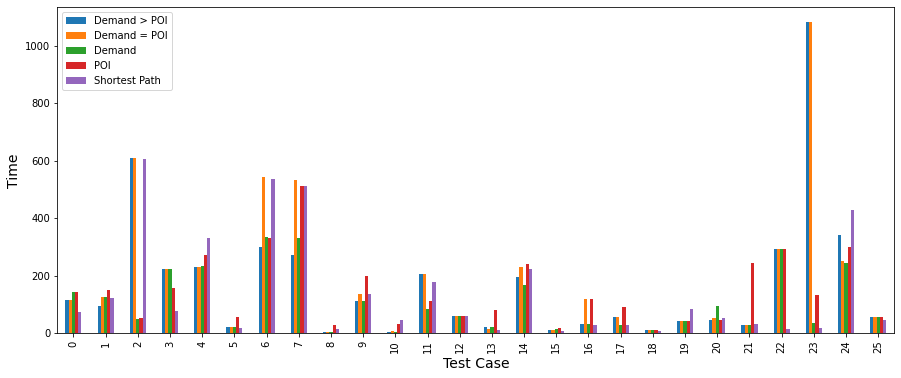 Demand > POI
Demand = POI
Demand
POI
Shortest Path
1000
800
600
400
200
0
Time
0 1 2 3 4 5 6 7 8 9 10 11 12 13 14 15 16 17 18 19 20 21 22 23 24 25
Test Case